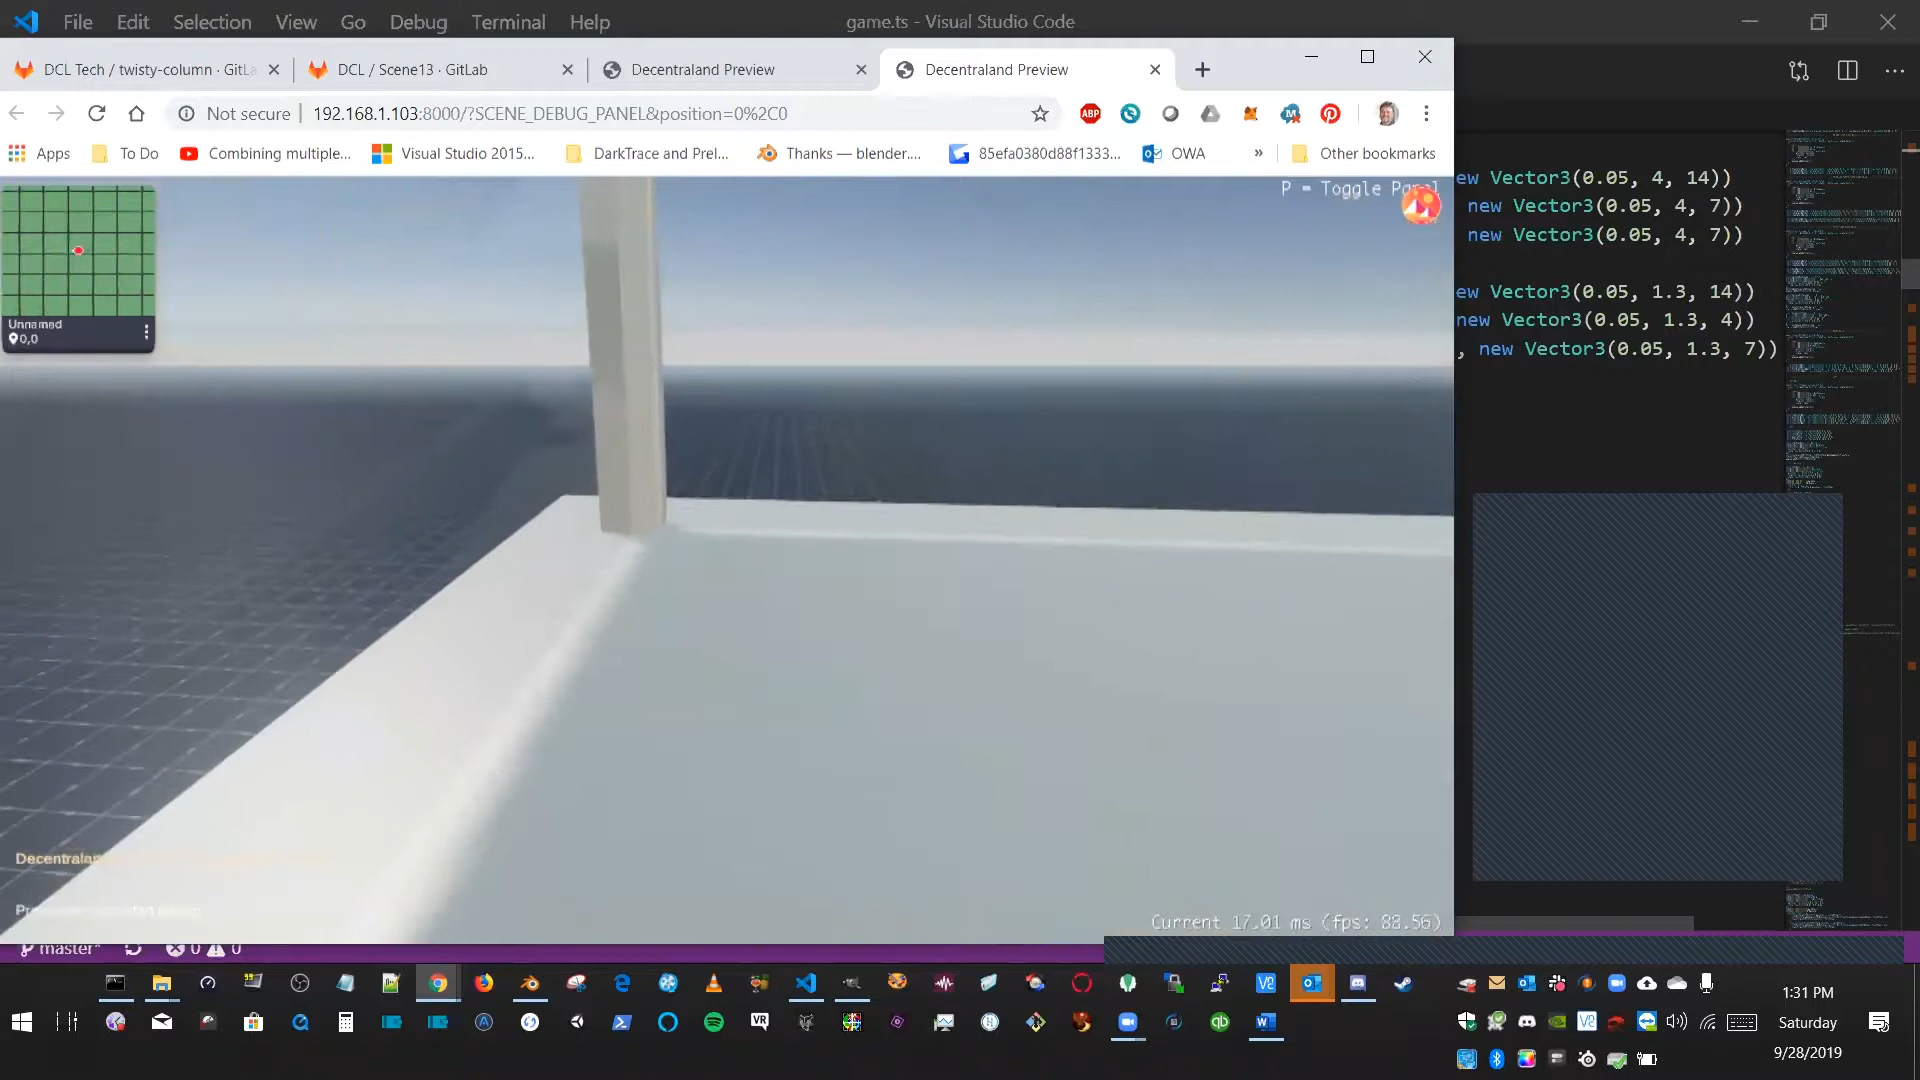 File Edit Selection View Go Debug Terminal Help
game.ts - Visual Studio Code
DCL Tech / twisty-column · GitLa
DCL / Scene13 · GitLab
Decentraland Preview
Decentraland Preview
Not secure
192.168.1.103:8000/?SCENE_DEBUG_PANEL&position=0%2C0
ABP
Apps
To Do
Combining multiple...
Visual Studio 2015...
DarkTrace and Prel...
Thanks — blender....
85efa0380d88f1333...
OWA
»
Other bookmarks
P = Toggle Panel
ew Vector3(0.05, 4, 14))
new Vector3(0.05, 4, 7))
new Vector3(0.05, 4, 7))
ew Vector3(0.05, 1.3, 14))
new Vector3(0.05, 1.3, 4))
, new Vector3(0.05, 1.3, 7))
Unnamed
0,0
Decentralan
Current 17.01 ms (fps: 88.56)
master*
0
0
1:31 PM
Saturday
9/28/2019